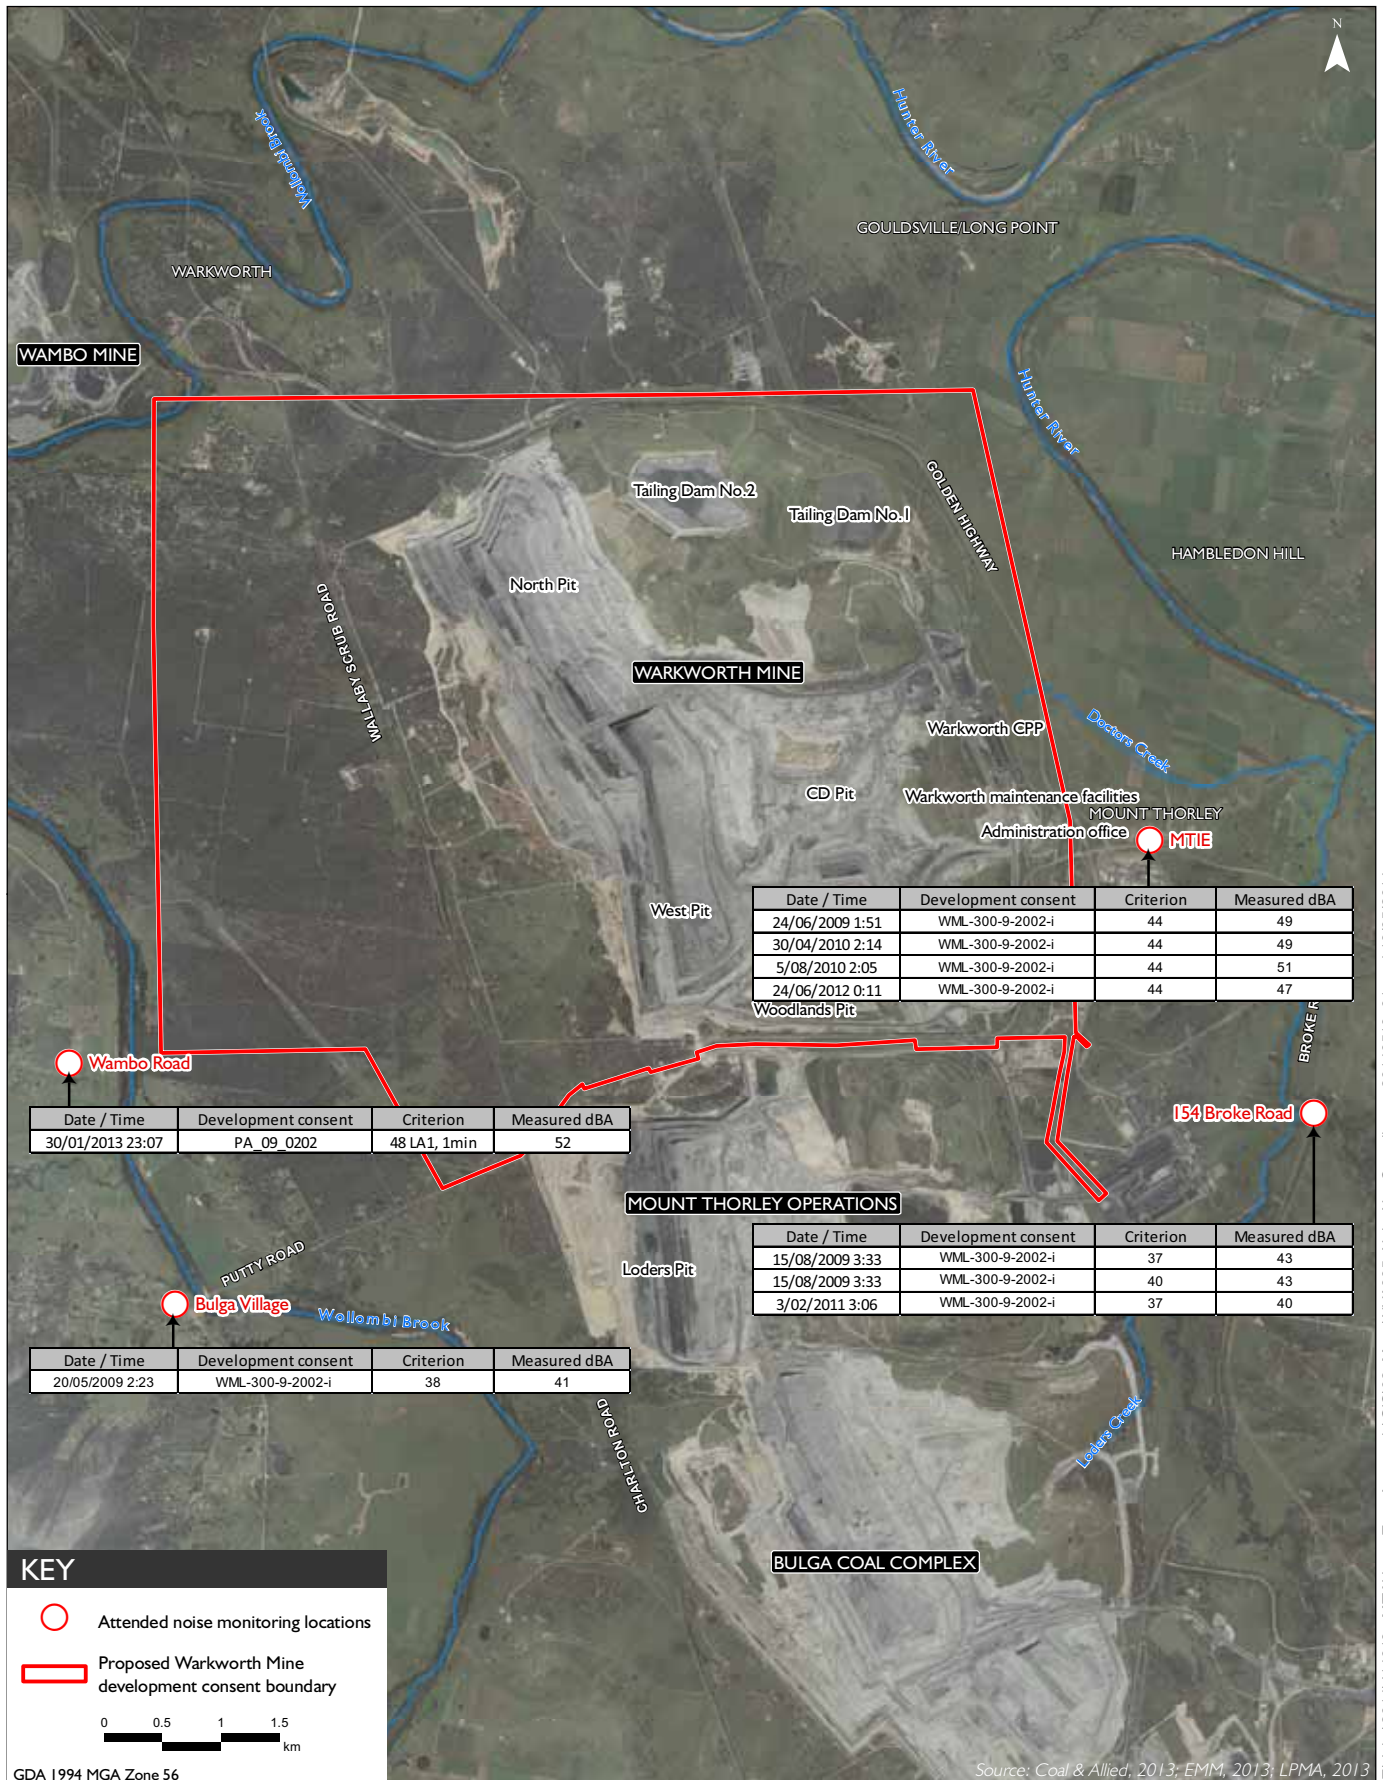 N
Wollombi Brook
Hunter River
GOULDSVILLE/LONG POINT
WARKWORTH
WAMBO MINE
Hunter River
GOLDEN HIGHWAY
Tailing Dam No.2
Tailing Dam No.1
HAMBLEDON HILL
North Pit
WALLABY SCRUB ROAD
WARKWORTH MINE
Doctors Creek
Warkworth CPP
CD Pit
Warkworth maintenance facilities
MOUNT THORLEY
Administration office
MTIE
West Pit
Date / Time Development consent Criterion Measured dBA
24/06/2009 1:51 WML-300-9-2002-i 44 49
30/04/2010 2:14 WML-300-9-2002-i 44 49
5/08/2010 2:05 WML-300-9-2002-i 44 51
24/06/2012 0:11 WML-300-9-2002-i 44 47
Woodlands Pit
BROKE R
Wambo Road
Date / Time Development consent Criterion Measured dBA
30/01/2013 23:07 PA_09_0202 48 LA1, 1min 52
154 Broke Road
MOUNT THORLEY OPERATIONS
Date / Time Development consent Criterion Measured dBA
15/08/2009 3:33 WML-300-9-2002-i 37 43
15/08/2009 3:33 WML-300-9-2002-i 40 43
3/02/2011 3:06 WML-300-9-2002-i 37 40
PUTTY ROAD
Loders Pit
Bulga Village
Wollambi Brook
Date / Time Development consent Criterion Measured dBA
20/05/2009 2:23 WML-300-9-2002-i 38 41
CHARLTON ROAD
Loders Creek
BULGA COAL COMPLEX
KEY
Attended noise monitoring locations
Proposed Warkworth Mine
development consent boundary
0 0.5 1 1.5
km
GDA 1994 MGA Zone 56
Source: Coal & Allied, 2013; EMM, 2013; LPMA, 2013